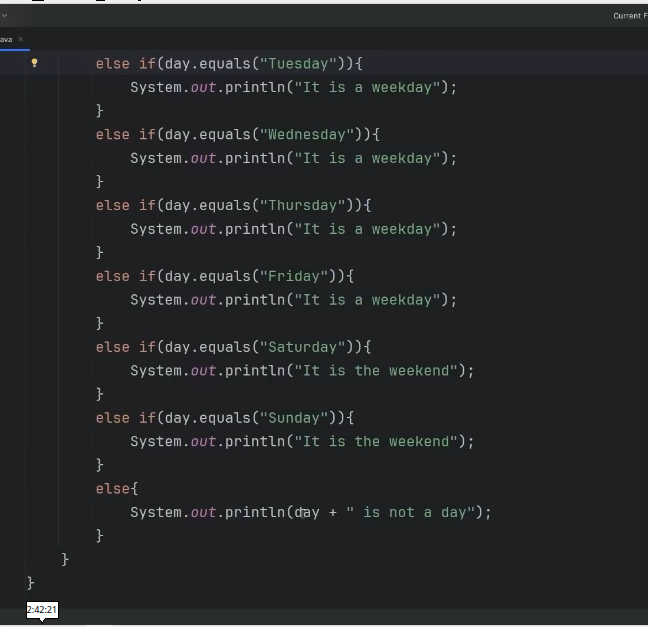 Current F
ava ×
else if(day.equals("Tuesday")){
System.out.println("It is a weekday");
}
else if(day.equals("Wednesday")){
System.out.println("It is a weekday");
}
else if(day.equals("Thursday")){
System.out.println("It is a weekday");
}
else if(day.equals("Friday")){
System.out.println("It is a weekday");
}
else if(day.equals("Saturday")){
System.out.println("It is the weekend");
}
else if(day.equals("Sunday")){
System.out.println("It is the weekend");
}
else{
System.out.println(day + " is not a day");
}
}
}
2:42:21